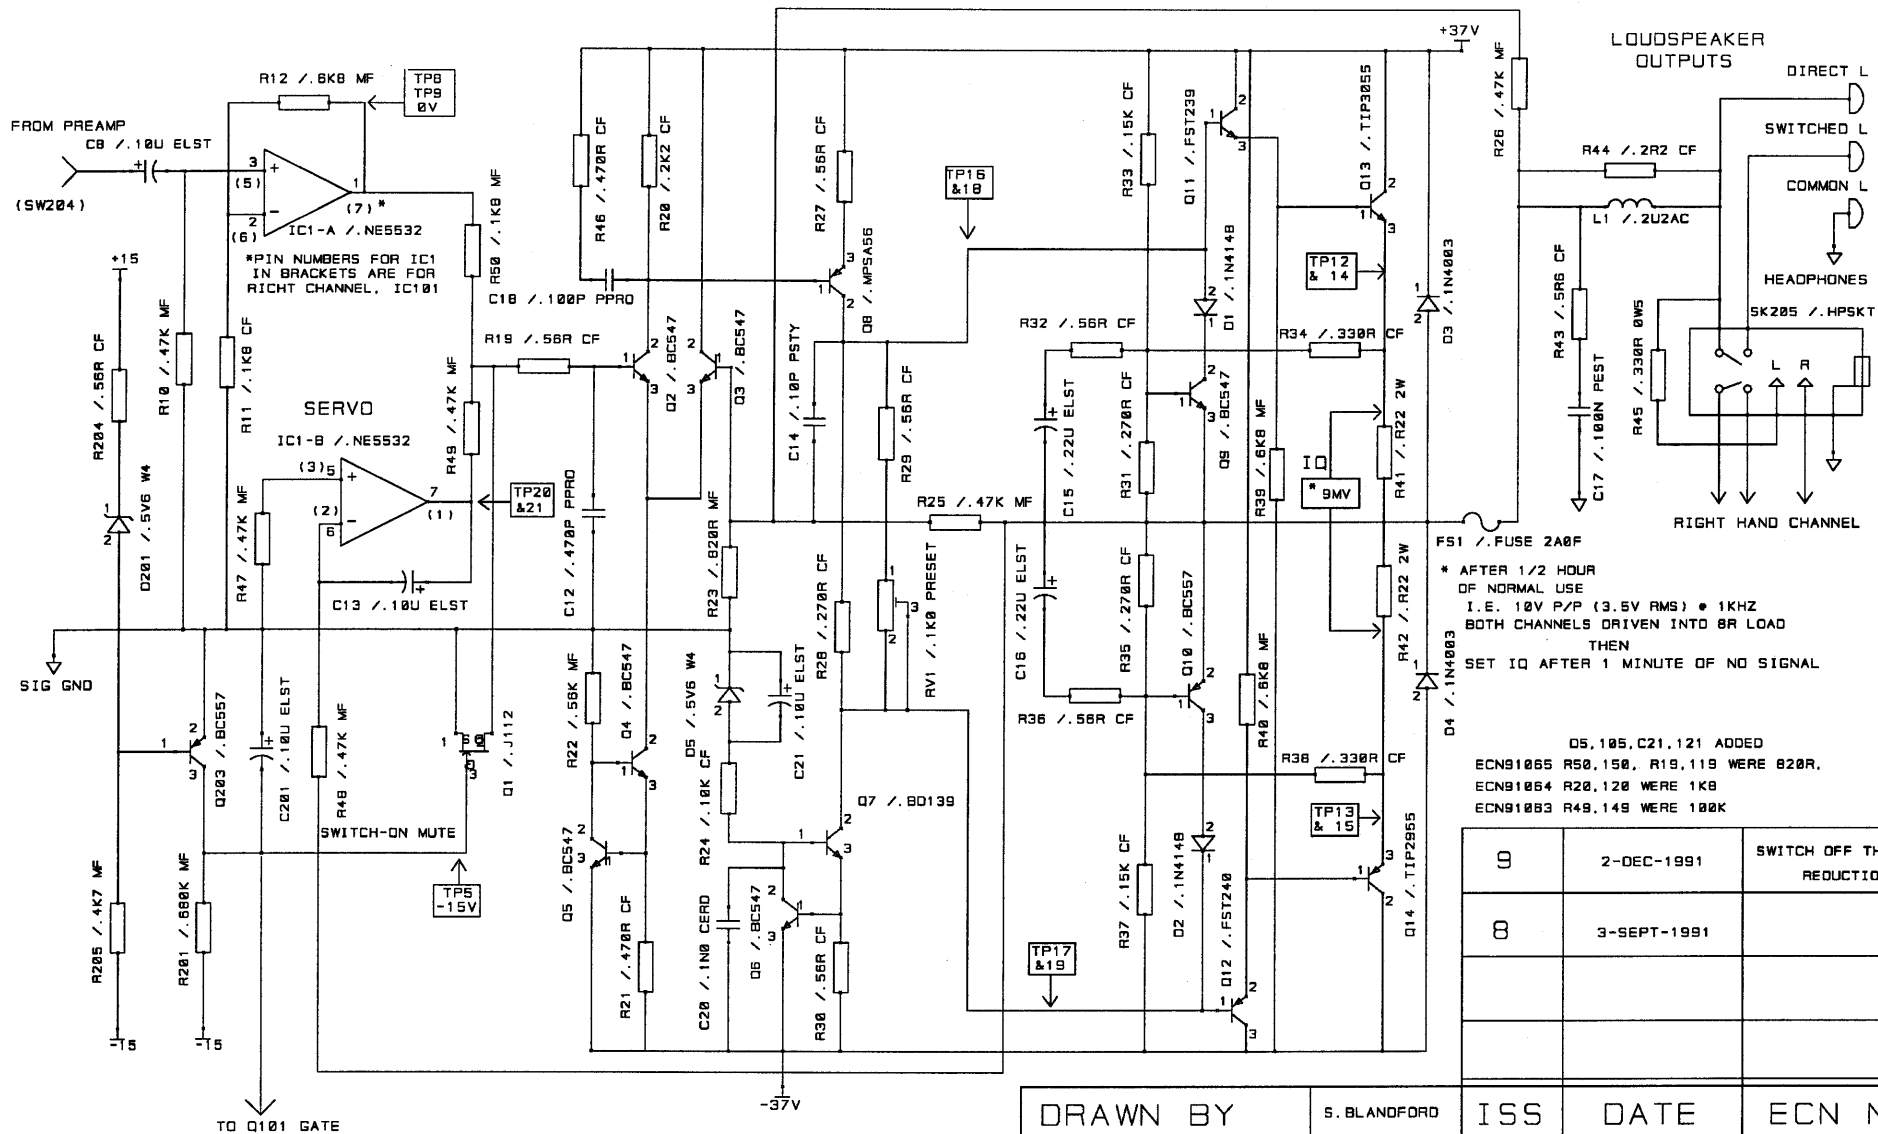 FROM PREAMP
C8 /.10U ELST
(SW204)
R12 /.6K8 MF
TP8
TP9
0V
3
(5)
2
(6)
1
(7) *
IC1-A /.NE5532
*PIN NUMBERS FOR IC1
IN BRACKETS ARE FOR
RIGHT CHANNEL, IC101
+15
R204 /.56R CF
D201 /.5V6 W4
R10 /.47K MF
R11 /.1K8 CF
R50 /.1K8 MF
R49 /.47K MF
SERVO
IC1-B /.NE5532
(3) 5
(2)
6
7
(1)
TP20
&21
R47 /.47K MF
C13 /.10U ELST
SIG GND
Q203 /.BC557
C201 /.10U ELST
R48 /.47K MF
Q1 /.J112
SWITCH-ON MUTE
TP5
-15V
R205 /.4K7 MF
R201 /.680K MF
-15
-15
TO Q101 GATE
R46 /.470R CF
R20 /.2K2 CF
C18 /.100P PPRO
R19 /.56R CF
Q2 /.BC547
Q3 /.BC547
C12 /.470P PPRO
R23 /.820R MF
R22 /.56K MF
Q4 /.BC547
Q5 /.BC547
R21 /.470R CF
D5 /.5V6 W4
C21 /.10U ELST
R24 /.10K CF
C20 /.1N0 CERD
Q6 /.BC547
Q7 /.BD139
R30 /.56R CF
-37V
R27 /.56R CF
Q8 /.MPSA56
C14 /.10P PSTY
R29 /.56R CF
R28 /.270R CF
RV1 /.1K0 PRESET
R25 /.47K MF
TP16
&18
TP17
&19
R33 /.15K CF
Q11 /.FST239
D1 /.1N4148
R32 /.56R CF
C15 /.22U ELST
R31 /.270R CF
Q9 /.BC547
C16 /.22U ELST
R35 /.270R CF
Q10 /.BC557
R36 /.56R CF
R37 /.15K CF
D2 /.1N4148
Q12 /.FST240
R39 /.6K8 MF
R40 /.6K8 MF
R34 /.330R CF
R38 /.330R CF
Q13 /.TIP3055
TP12
& 14
IQ
* 9MV
R41 /.R22 2W
R42 /.R22 2W
TP13
& 15
Q14 /.TIP2955
D3 /.1N4003
D4 /.1N4003
+37V
R26 /.47K MF
FS1 /.FUSE 2A0F
LOUDSPEAKER
OUTPUTS
DIRECT L
SWITCHED L
COMMON L
R44 /.2R2 CF
L1 /.2U2AC
R43 /.5R6 CF
C17 /.100N PEST
R45 /.330R 0W5
HEADPHONES
SK205 /.HPSKT
L R
RIGHT HAND CHANNEL
* AFTER 1/2 HOUR
OF NORMAL USE
I.E. 10V P/P (3.5V RMS) @ 1KHZ
BOTH CHANNELS DRIVEN INTO 8R LOAD
THEN
SET IQ AFTER 1 MINUTE OF NO SIGNAL
D5,105,C21,121 ADDED
ECN91065 R50,150, R19,119 WERE 820R,
ECN91064 R20,120 WERE 1K8
ECN91063 R49,149 WERE 100K
9 2-DEC-1991 SWITCH OFF TH
REDUCTIO
8 3-SEPT-1991
DRAWN BY S.BLANDFORD ISS DATE ECN N